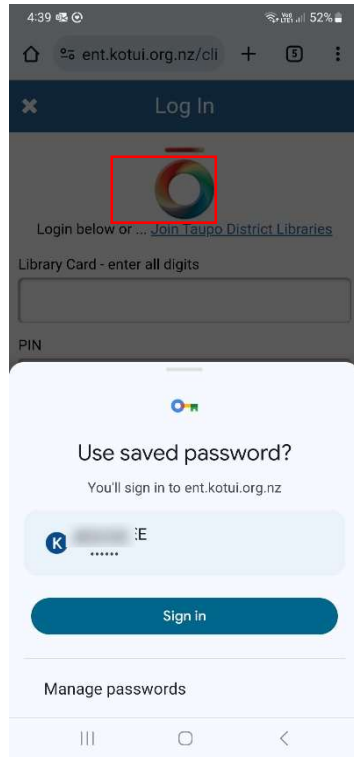 4:39 52%
ent.kotui.org.nz/cli 5
Log In
Login below or ... Join Taupo District Libraries
Library Card - enter all digits
PIN
Use saved password?
You'll sign in to ent.kotui.org.nz
K :E
......
Sign in
Manage passwords